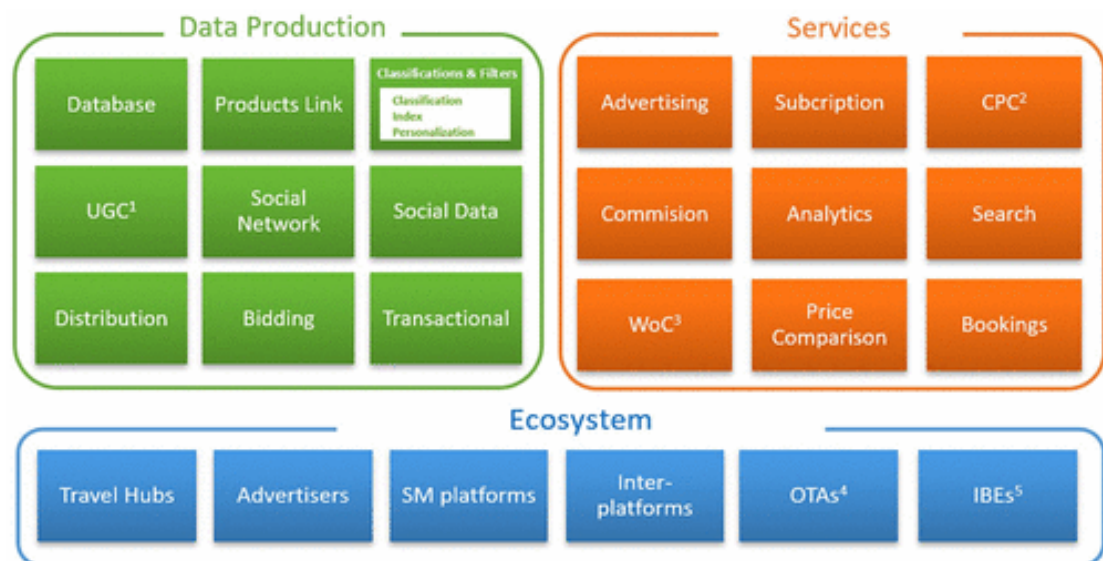 Data Production
Database
Products Link
Classifications & Filters
Classification
Index
Personalization
UGC¹
Social
Network
Social Data
Distribution
Bidding
Transactional
Services
Advertising
Subcription
CPC²
Commision
Analytics
Search
WoC³
Price
Comparison
Bookings
Ecosystem
Travel Hubs
Advertisers
SM platforms
Inter-
platforms
OTAs⁴
IBEs⁵